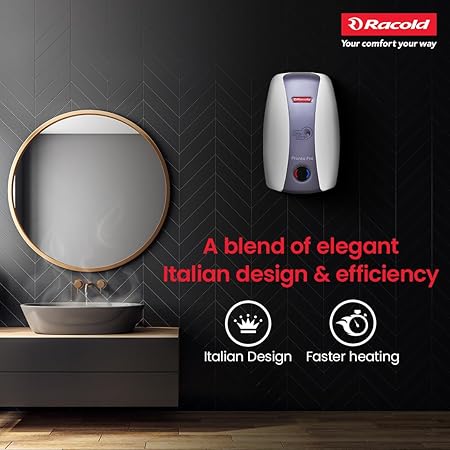 Racold
Your comfort your way
Racold
Pronto Pro
A blend of elegant
Italian design & efficiency
Italian Design
Faster heating